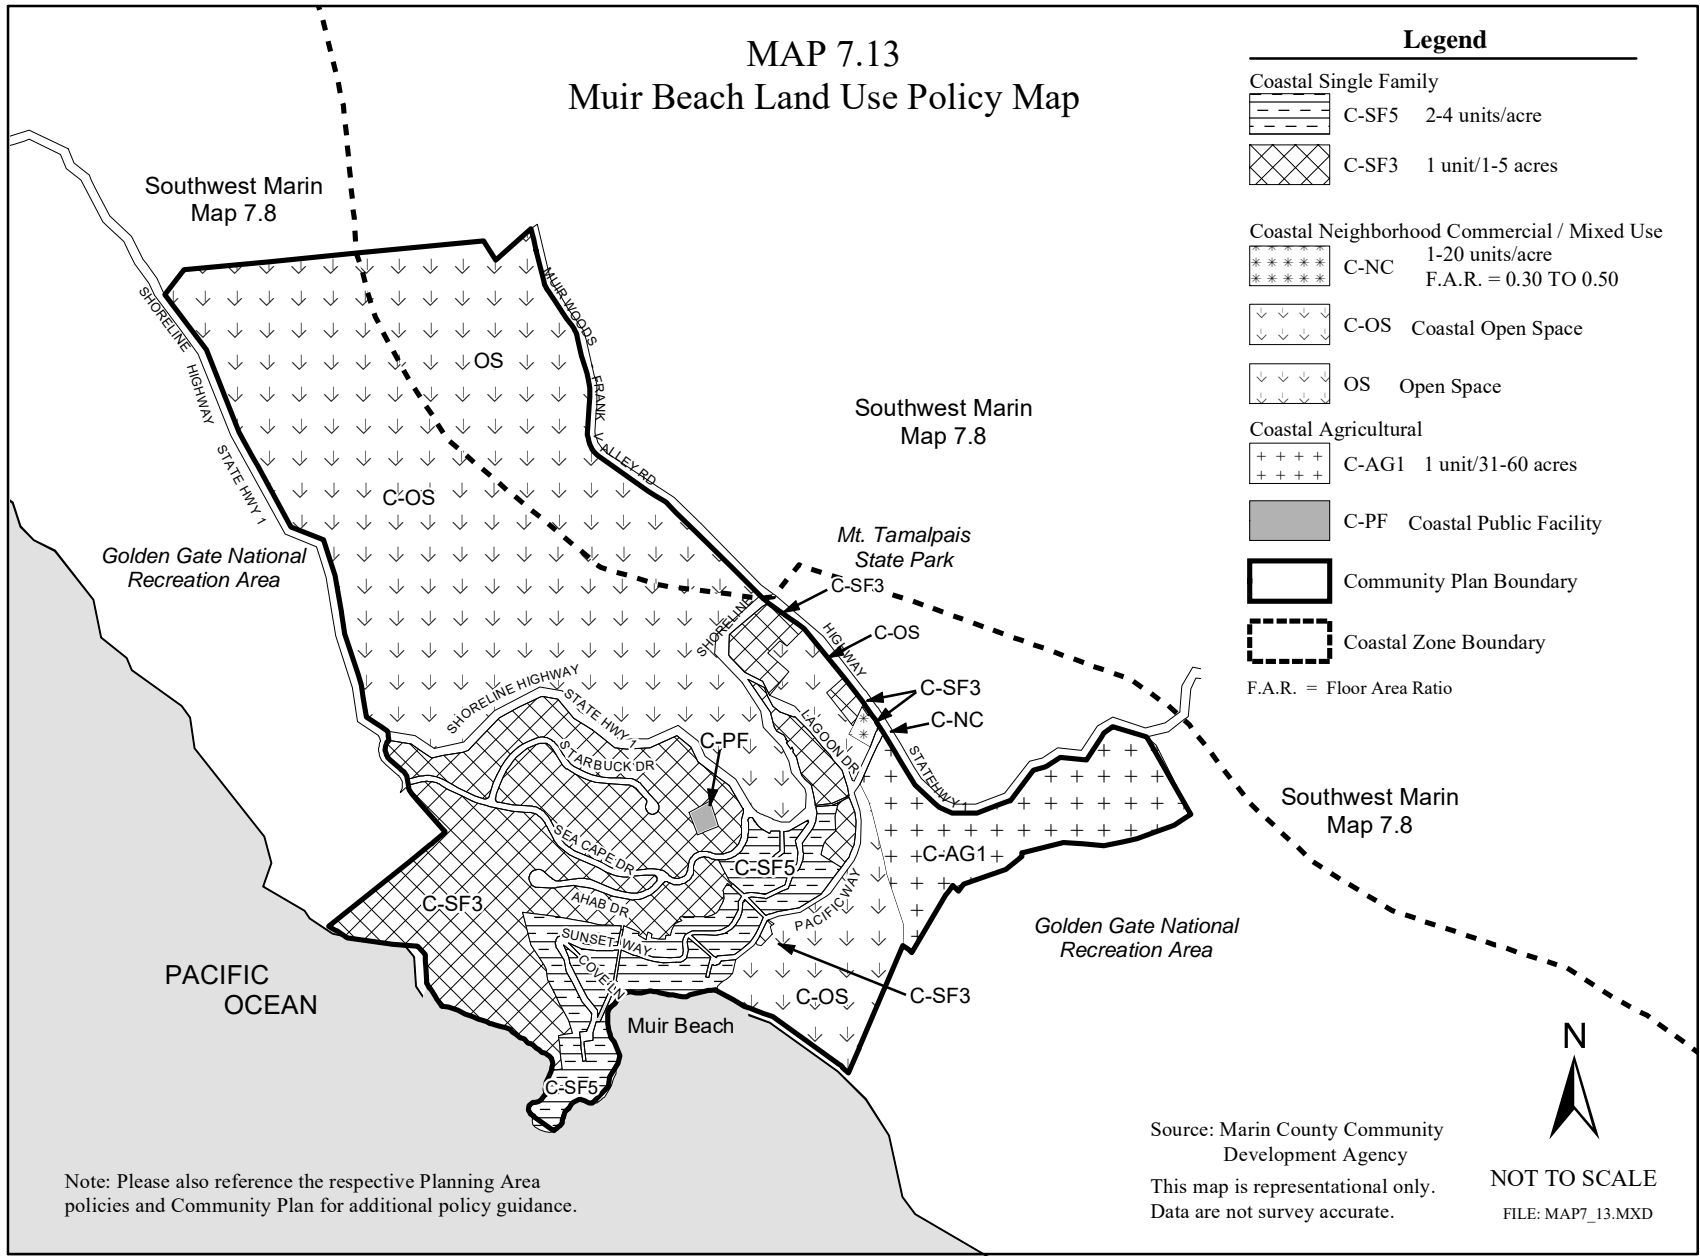 MAP 7.13
Muir Beach Land Use Policy Map
Legend
Coastal Single Family
C-SF5 2-4 units/acre
C-SF3 1 unit/1-5 acres
Coastal Neighborhood Commercial / Mixed Use
1-20 units/acre
C-NC
F.A.R. = 0.30 TO 0.50
C-OS Coastal Open Space
OS Open Space
Coastal Agricultural
C-AG1 1 unit/31-60 acres
C-PF Coastal Public Facility
Community Plan Boundary
Coastal Zone Boundary
F.A.R. = Floor Area Ratio
Southwest Marin
Map 7.8
SHORELINE HIGHWAY STATE HWY 1
MUIR WOODS FRANK VALLEY RD
OS
C-OS
Southwest Marin
Map 7.8
Golden Gate National
Recreation Area
Mt. Tamalpais
State Park
C-SF3
C-OS
C-SF3
C-NC
SHORELINE HIGHWAY STATE HWY 1
SHORELINE HIGHWAY STATE HWY 1
LAGOON DR
C-PF
STARBUCK DR
SEA CAPE DR
AHAB DR
C-SF5
C-AG1
PACIFIC WAY
C-SF3
SUNSET WAY
COVE LN
C-OS
C-SF3
Southwest Marin
Map 7.8
Golden Gate National
Recreation Area
PACIFIC
OCEAN
Muir Beach
C-SF5
N
NOT TO SCALE
FILE: MAP7_13.MXD
Source: Marin County Community
Development Agency
This map is representational only.
Data are not survey accurate.
Note: Please also reference the respective Planning Area
policies and Community Plan for additional policy guidance.